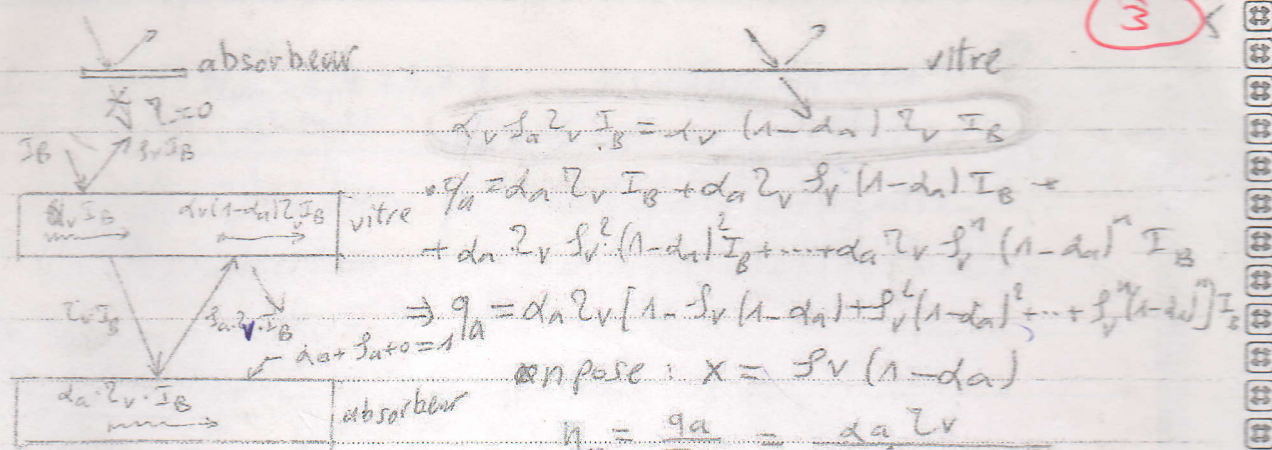 3
absorbeur
vitre
τ=0
α_v ρ_a τ_v I_B = α_v (1-α_a) τ_v I_B
I_B ρ_v I_B
q_a = α_a τ_v I_B + α_a τ_v ρ_v (1-α_a) I_B +
α_v I_B α_v(1-α_a) τ_v I_B vitre
+ α_a τ_v ρ_v² (1-α_a)² I_B + .... + α_a τ_v ρ_v^n (1-α_a)^n I_B
τ_v I_B ρ_a τ_v . I_B
⇒ q_a = α_a τ_v [1 - ρ_v (1-α_a) + ρ_v² (1-α_a)² + ... + ρ_v^n (1-α_a)^n] I_B
α_a + ρ_a + 0 = 1
on pose : X = ρ_v (1-α_a)
α_a . τ_v . I_B absorbeur
= q_a = α_a τ_v